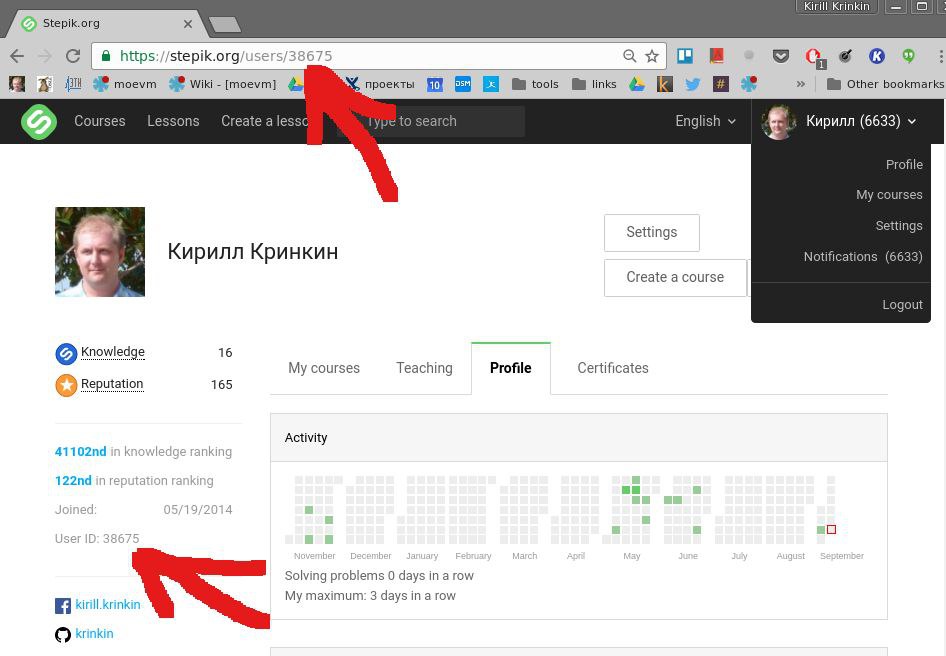 Kirill Krinkin
Stepik.org
https://stepik.org/users/38675
1
moevm
Wiki - [moevm]
проекты
10
DSM
tools
links
k
#
»
Other bookmarks
Courses
Lessons
Create a lesso
Type to search
English
Кирилл (6633)
Profile
My courses
Settings
Notifications (6633)
Logout
Кирилл Кринкин
Settings
Create a course
Knowledge 16
Reputation 165
41102nd in knowledge ranking
122nd in reputation ranking
Joined: 05/19/2014
User ID: 38675
kirill.krinkin
krinkin
My courses
Teaching
Profile
Certificates
Activity
November December January February March April May June July August September
Solving problems 0 days in a row
My maximum: 3 days in a row